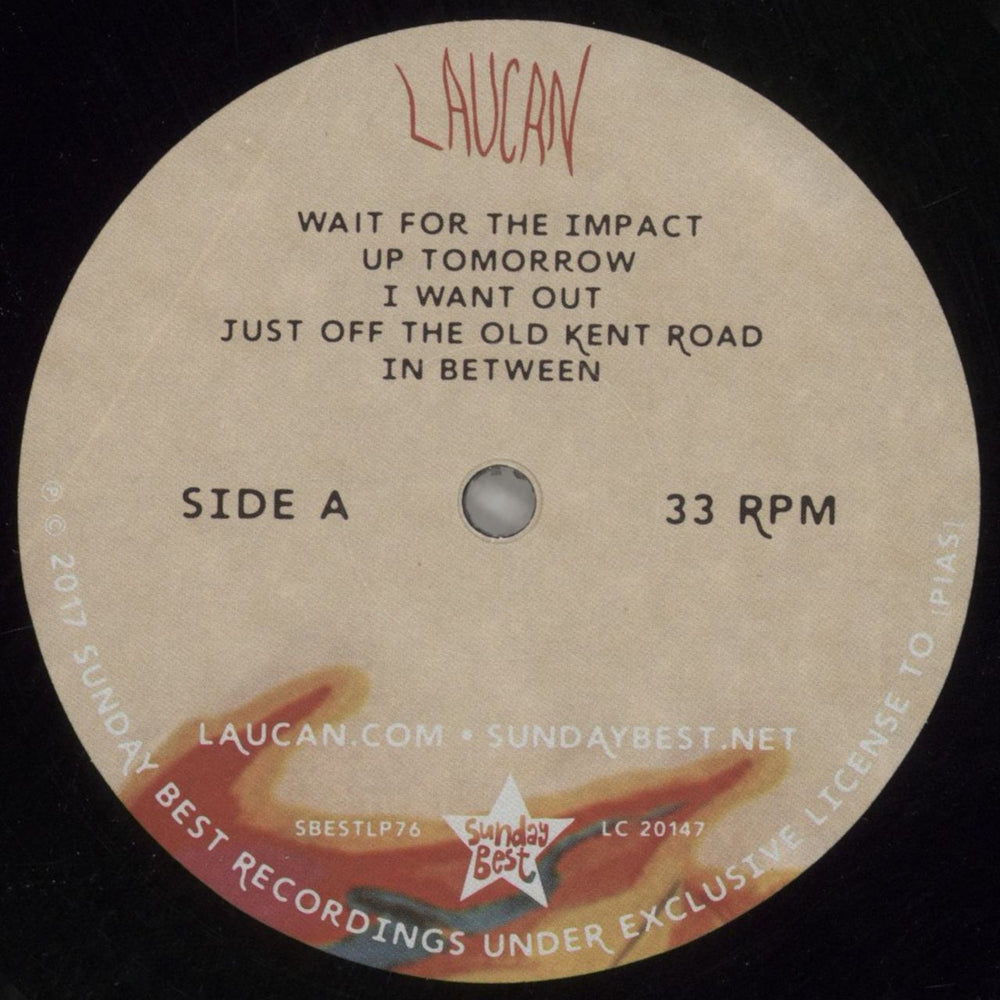 LAUCAN
WAIT FOR THE IMPACT
UP TOMORROW
I WANT OUT
JUST OFF THE OLD KENT ROAD
IN BETWEEN
SIDE A
33 RPM
LAUCAN.COM • SUNDAYBEST.NET
SBESTLP76
sunday
Best
LC 20147
℗ © 2017 SUNDAY BEST RECORDINGS UNDER EXCLUSIVE LICENSE TO [PIAS]